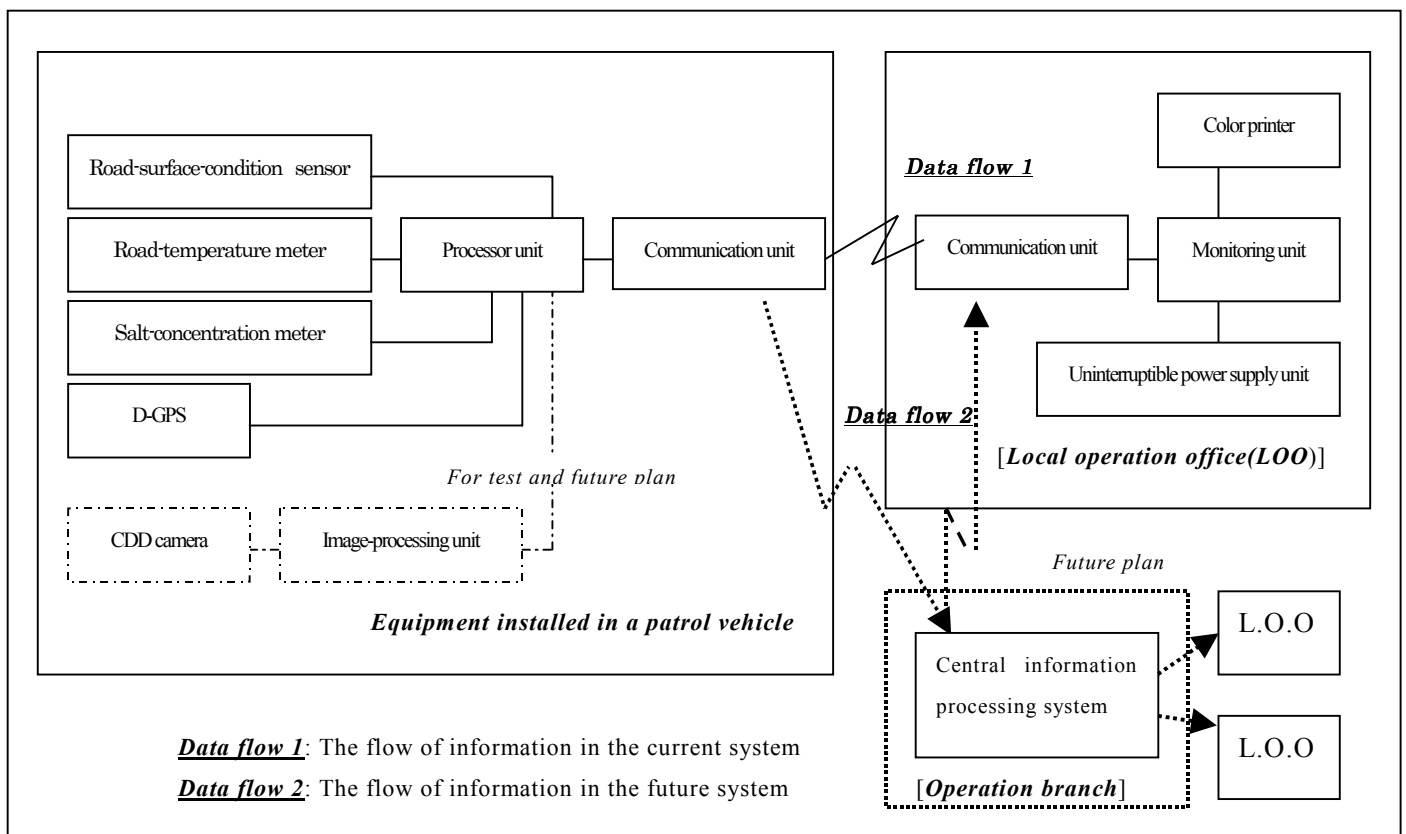 Color printer
Road-surface-condition sensor
Data flow 1
Road-temperature meter
Processor unit
Communication unit
Communication unit
Monitoring unit
Salt-concentration meter
Uninterruptible power supply unit
D-GPS
Data flow 2
[Local operation office(LOO)]
For test and future plan
CDD camera
Image-processing unit
Future plan
Equipment installed in a patrol vehicle
L.O.O
Central information
processing system
L.O.O
Data flow 1: The flow of information in the current system
Data flow 2: The flow of information in the future system
[Operation branch]